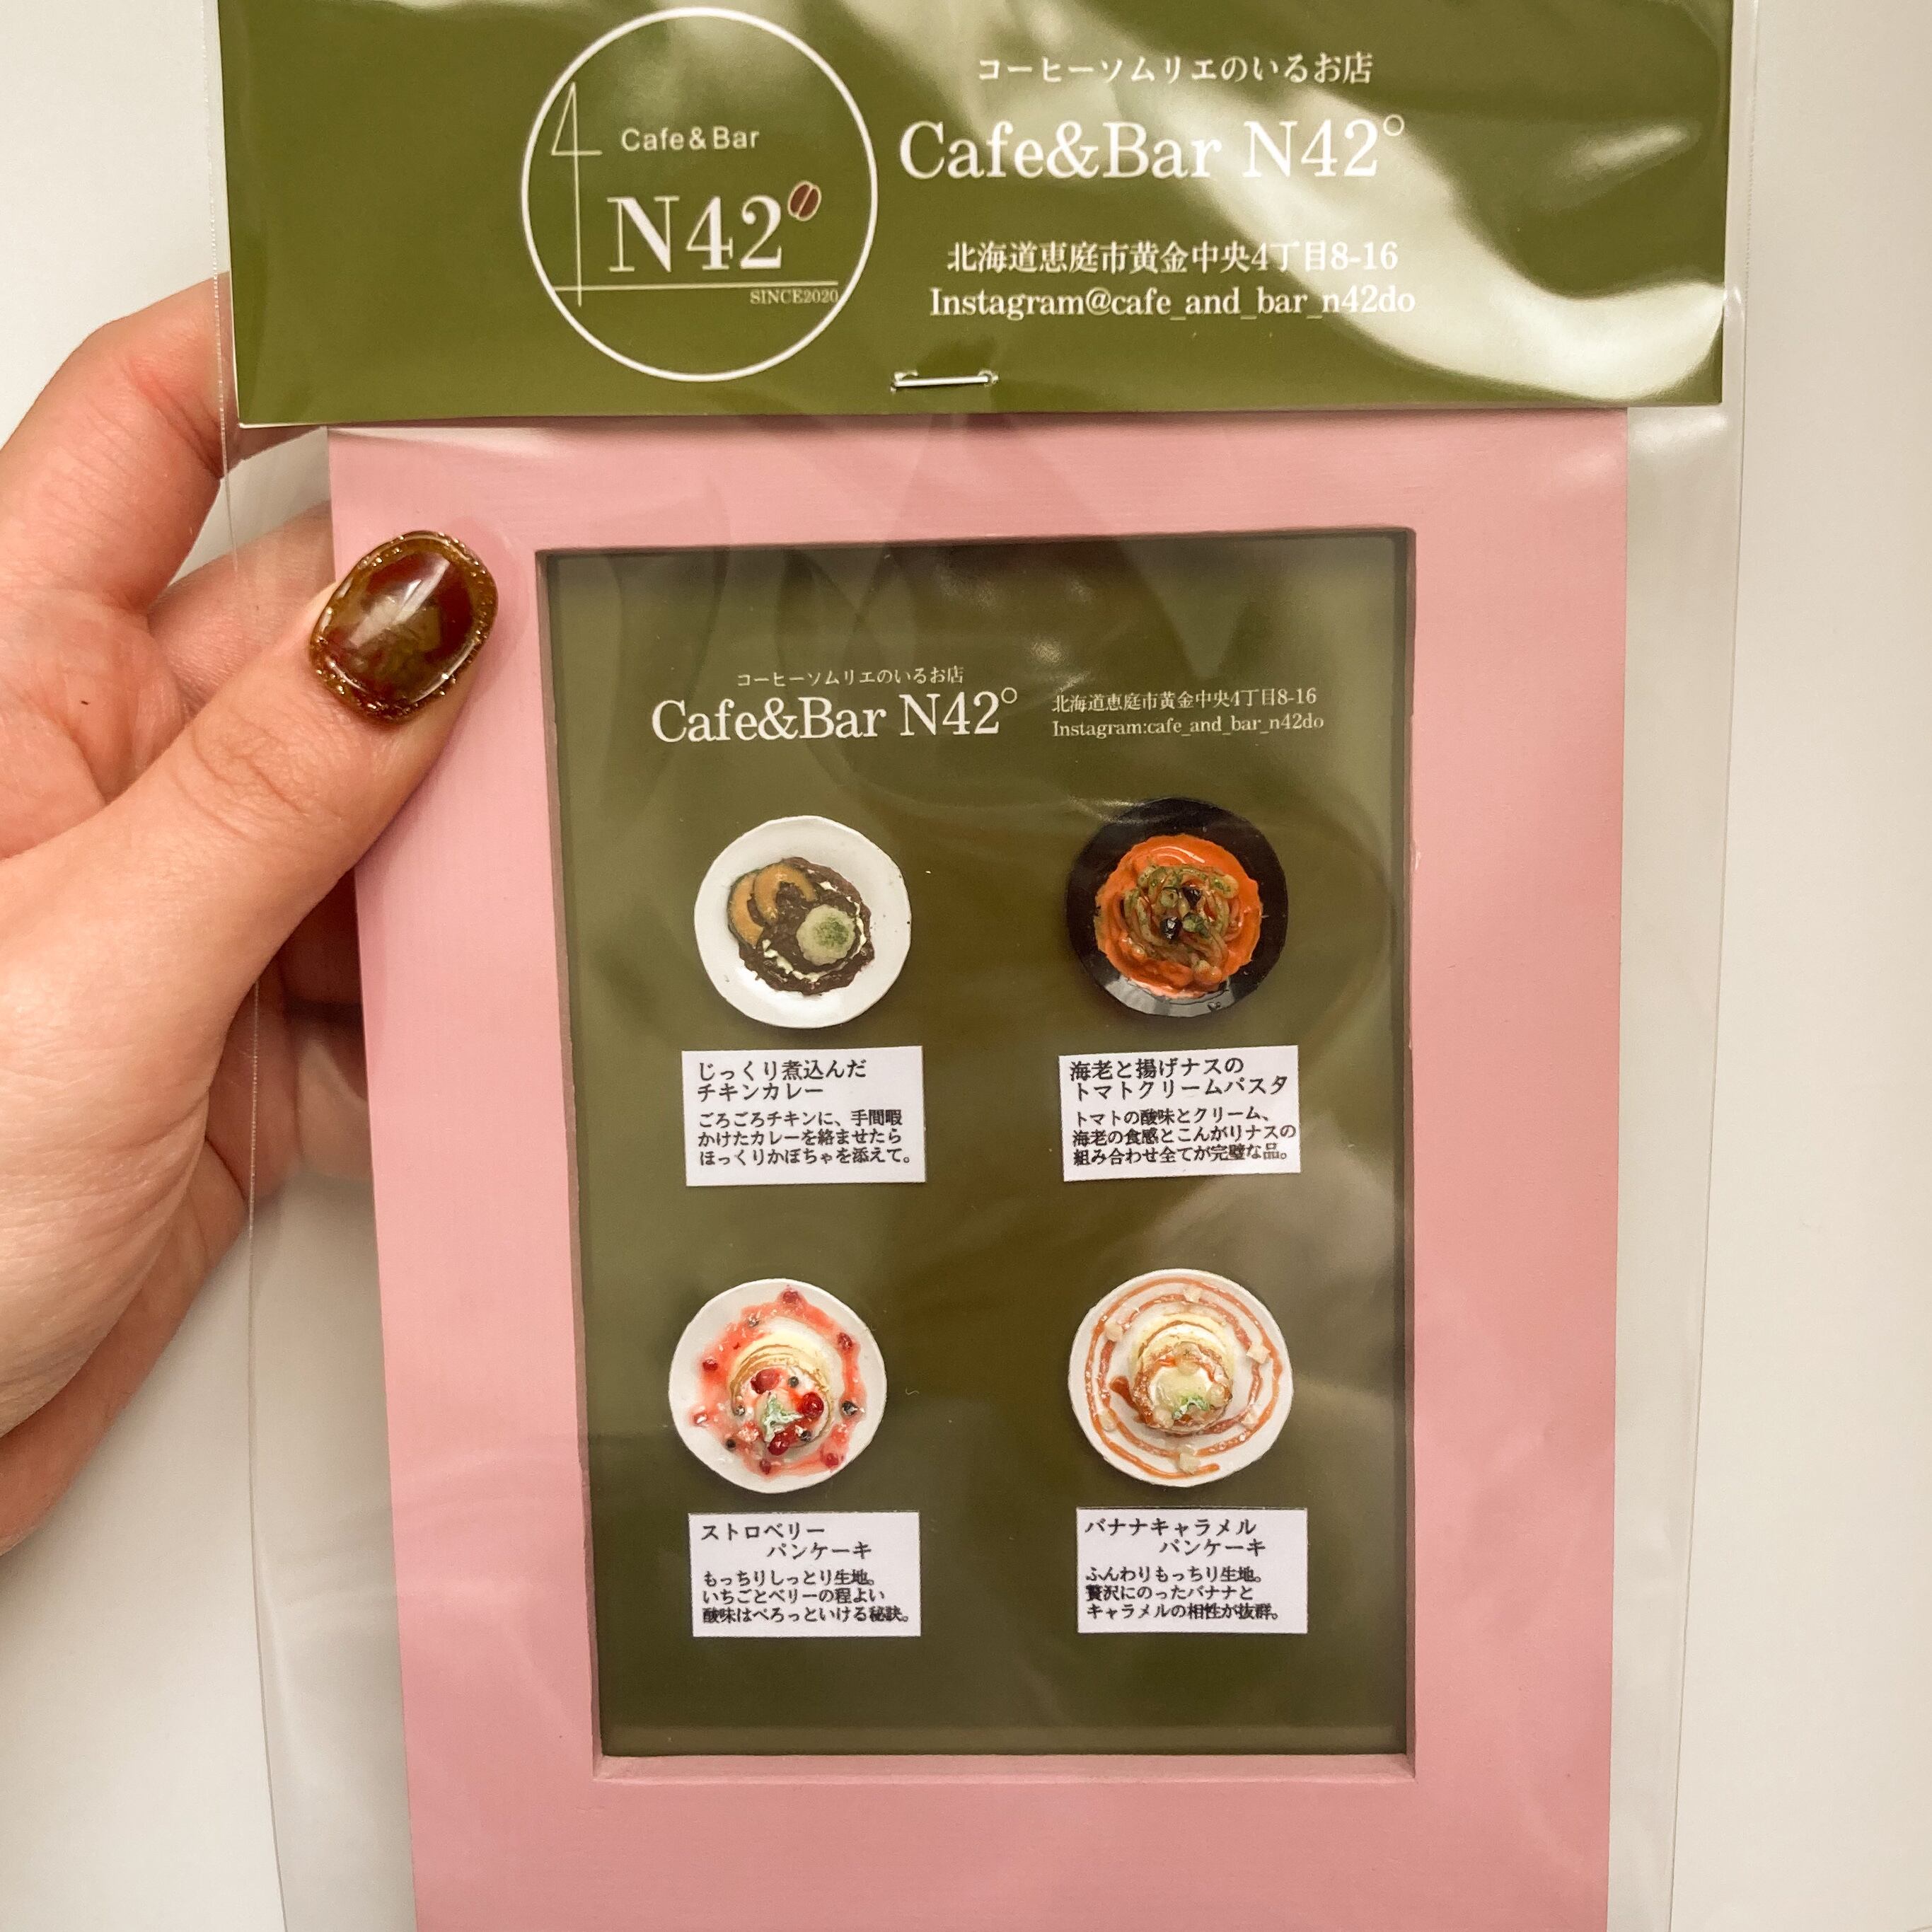 Cafe&Bar
N42°
SINCE2020
コーヒーソムリエのいるお店
Cafe&Bar N42°
北海道恵庭市黄金中央4丁目8-16
Instagram@cafe_and_bar_n42do
コーヒーソムリエのいるお店
Cafe&Bar N42°
北海道恵庭市黄金中央4丁目8-16
Instagram:cafe_and_bar_n42do
じっくり煮込んだ
チキンカレー
ごろごろチキンに、手間暇
かけたカレーを絡ませたら
ほっくりかぼちゃを添えて。
海老と揚げナスの
トマトクリームパスタ
トマトの酸味とクリーム、
海老の食感とこんがりナスの
組み合わせ全てが完璧な品。
ストロベリー
パンケーキ
もっちりしっとり生地。
いちごとベリーの程よい
酸味はぺろっといける秘訣。
バナナキャラメル
パンケーキ
ふんわりもっちり生地。
贅沢にのったバナナと
キャラメルの相性が抜群。